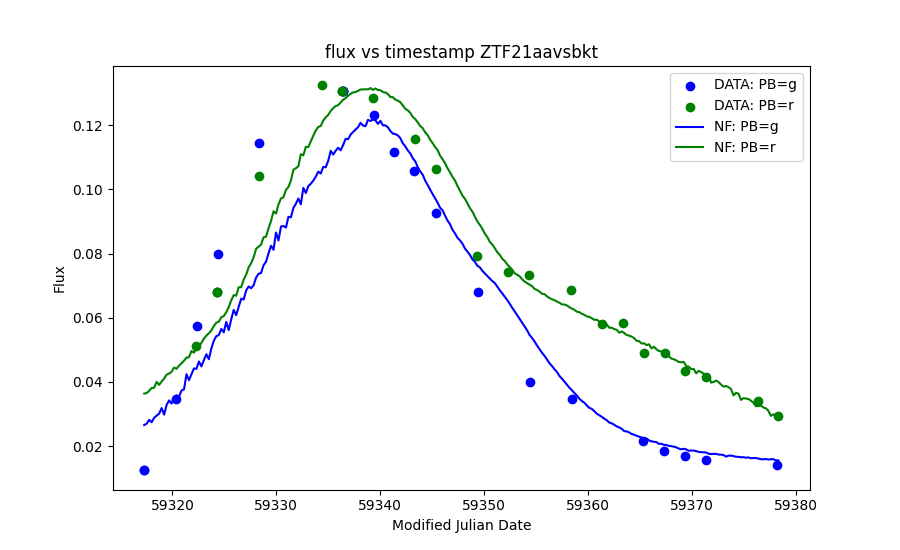 flux vs timestamp ZTF21aavsbkt
DATA: PB=g
DATA: PB=r
NF: PB=g
NF: PB=r
0.12
0.10
0.08
0.06
0.04
0.02
Flux
59320
59330
59340
59350
59360
59370
59380
Modified Julian Date